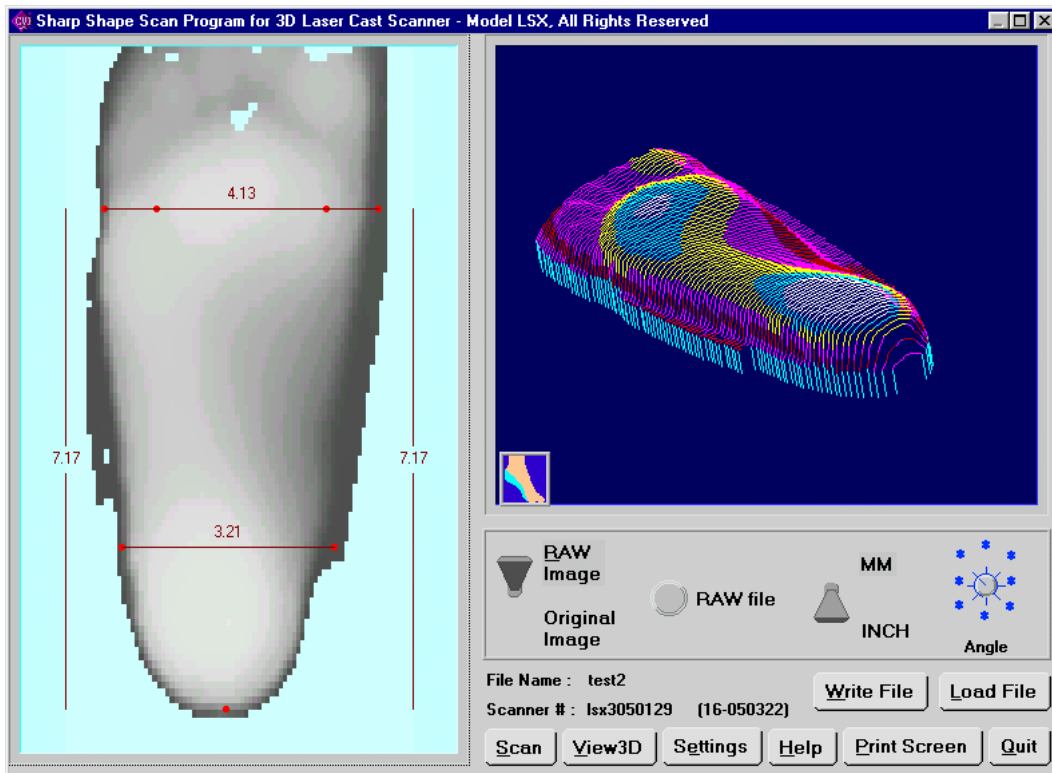 CVI
Sharp Shape Scan Program for 3D Laser Cast Scanner - Model LSX, All Rights Reserved
4.13
7.17
7.17
3.21
RAW
Image
Original
Image
RAW file
MM
INCH
Angle
File Name : test2
Scanner # : lsx3050129 (16-050322)
Write File
Load File
Scan
View3D
Settings
Help
Print Screen
Quit